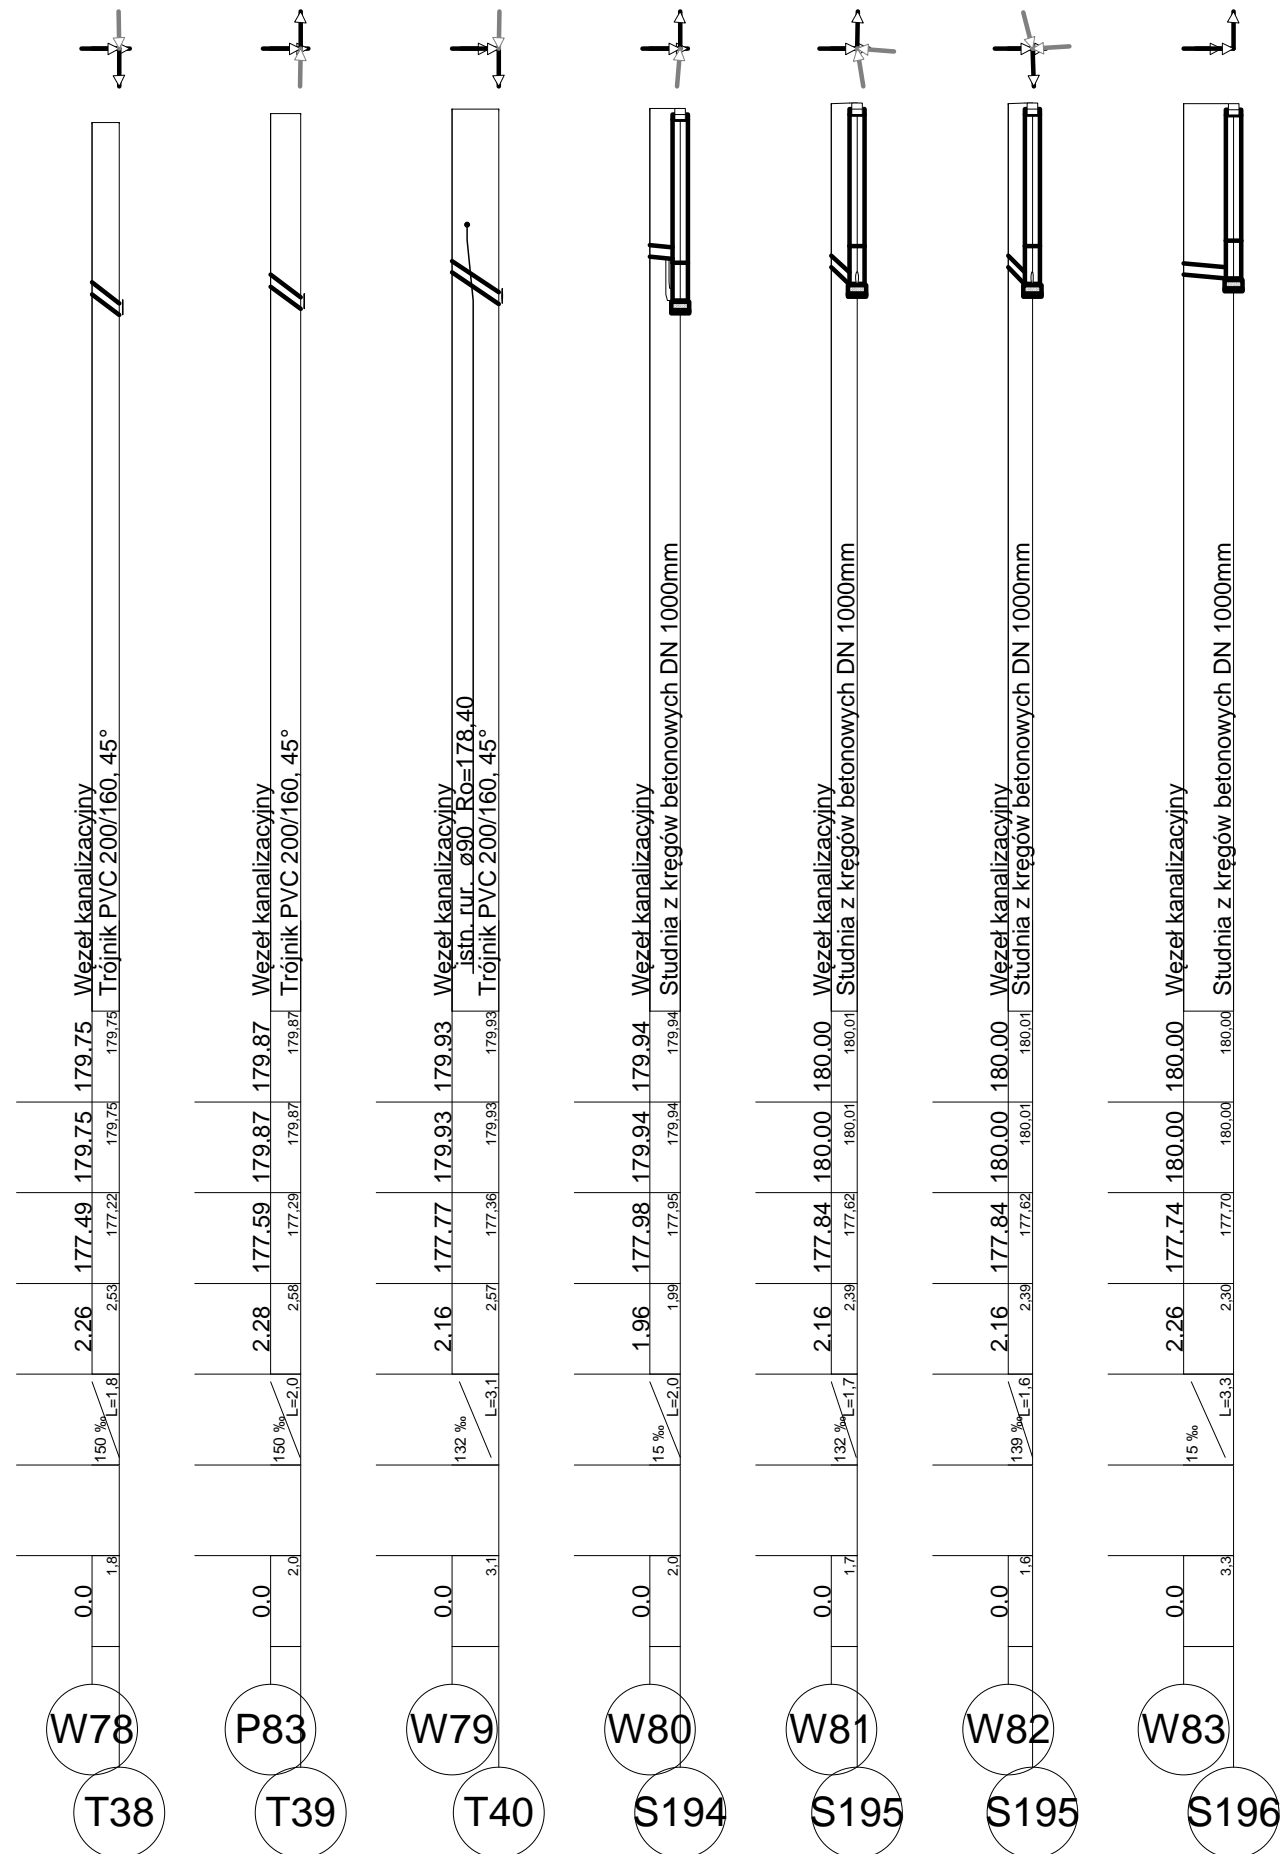 Węzeł kanalizacyjny
Trójnik PVC 200/160, 45°
179.75
179,75
179.75
179,75
177.49
177,22
2.26
2,53
150 ‰
L=1,8
0.0
1,8
W78
T38
Węzeł kanalizacyjny
Trójnik PVC 200/160, 45°
179.87
179,87
179.87
179,87
177.59
177,29
2.28
2,58
150 ‰
L=2,0
0.0
2,0
P83
T39
Węzeł kanalizacyjny
istn. rur. ø90 Ro=178,40
Trójnik PVC 200/160, 45°
179.93
179,93
179.93
179,93
177.77
177,36
2.16
2,57
132 ‰
L=3,1
0.0
3,1
W79
T40
Węzeł kanalizacyjny
Studnia z kręgów betonowych DN 1000mm
179.94
179,94
179.94
179,94
177.98
177,95
1.96
1,99
15 ‰
L=2,0
0.0
2,0
W80
S194
Węzeł kanalizacyjny
Studnia z kręgów betonowych DN 1000mm
180.00
180,01
180.00
180,01
177.84
177,62
2.16
2,39
132 ‰
L=1,7
0.0
1,7
W81
S195
Węzeł kanalizacyjny
Studnia z kręgów betonowych DN 1000mm
180.00
180,01
180.00
180,01
177.84
177,62
2.16
2,39
139 ‰
L=1,6
0.0
1,6
W82
S195
Węzeł kanalizacyjny
Studnia z kręgów betonowych DN 1000mm
180.00
180,00
180.00
180,00
177.74
177,70
2.26
2,30
15 ‰
L=3,3
0.0
3,3
W83
S196